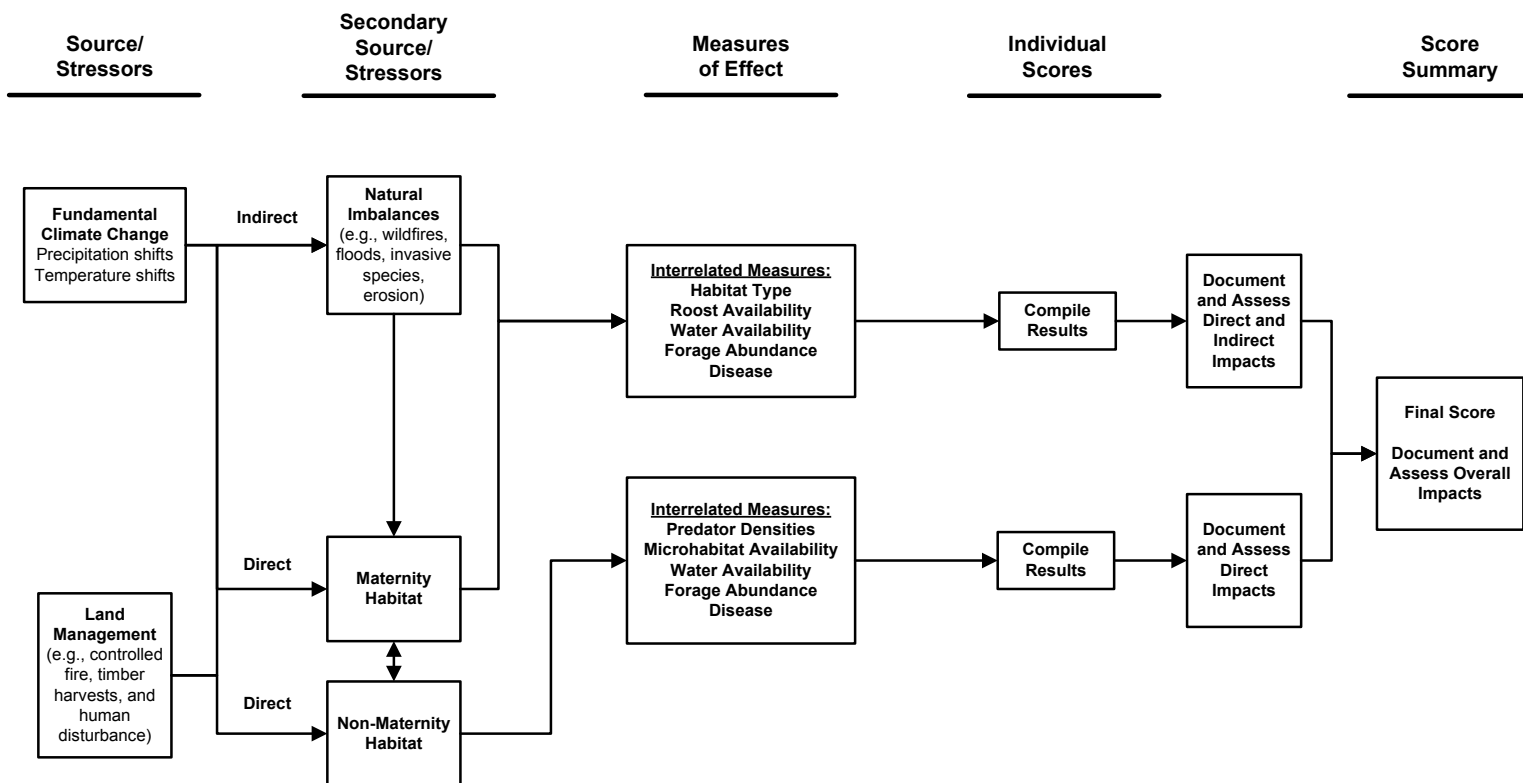 Source/
Stressors
Secondary
Source/
Stressors
Measures
of Effect
Individual
Scores
Score
Summary
Fundamental
Climate Change
Precipitation shifts
Temperature shifts
Indirect
Natural
Imbalances
(e.g., wildfires,
floods, invasive
species,
erosion)
Interrelated Measures:
Habitat Type
Roost Availability
Water Availability
Forage Abundance
Disease
Compile
Results
Document
and Assess
Direct and
Indirect
Impacts
Final Score
Document and
Assess Overall
Impacts
Direct
Maternity
Habitat
Interrelated Measures:
Predator Densities
Microhabitat Availability
Water Availability
Forage Abundance
Disease
Compile
Results
Document
and Assess
Direct
Impacts
Land
Management
(e.g., controlled
fire, timber
harvests, and
human
disturbance)
Direct
Non-Maternity
Habitat